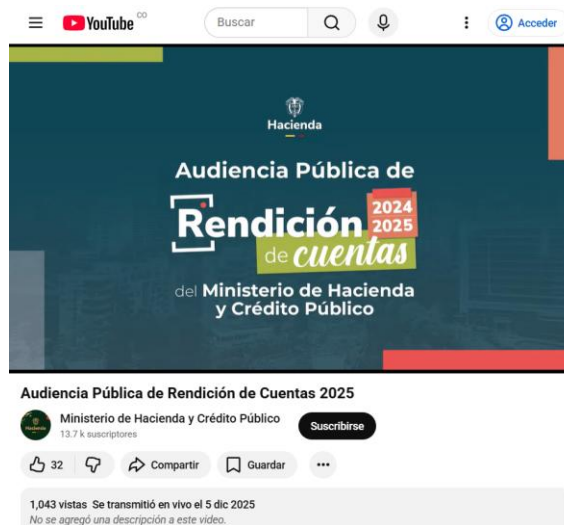 YouTube CO
Buscar
Acceder
Hacienda
Audiencia Pública de
Rendición 2024
2025
de cuentas
del Ministerio de Hacienda
y Crédito Público
Audiencia Pública de Rendición de Cuentas 2025
Ministerio de Hacienda y Crédito Público
13.7 k suscriptores
Suscribirse
32 Compartir Guardar
1,043 vistas Se transmitió en vivo el 5 dic 2025
No se agregó una descripción a este video.